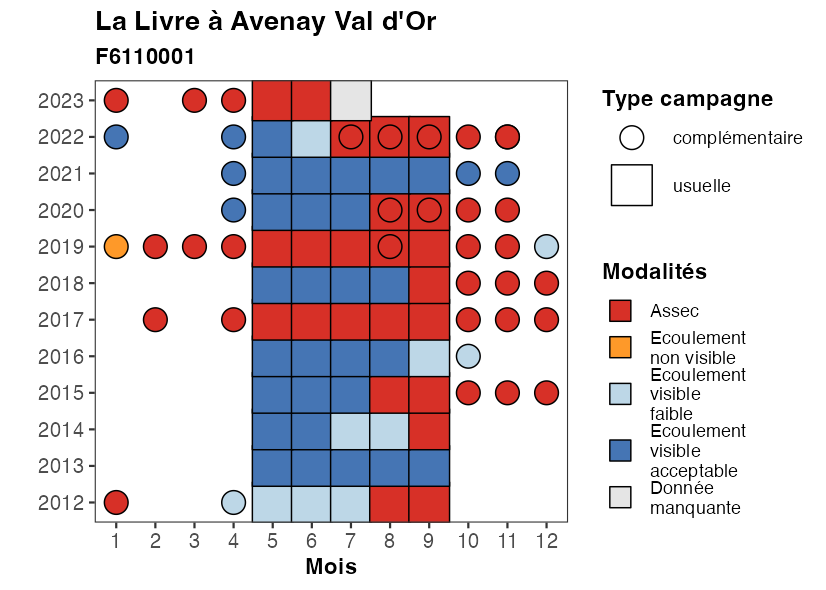 La Livre à Avenay Val d'Or
F6110001
2023
2022
2021
2020
2019
2018
2017
2016
2015
2014
2013
2012
1 2 3 4 5 6 7 8 9 10 11 12
Mois
Type campagne
complémentaire
usuelle
Modalités
Assec
Ecoulement
non visible
Ecoulement
visible
faible
Ecoulement
visible
acceptable
Donnée
manquante